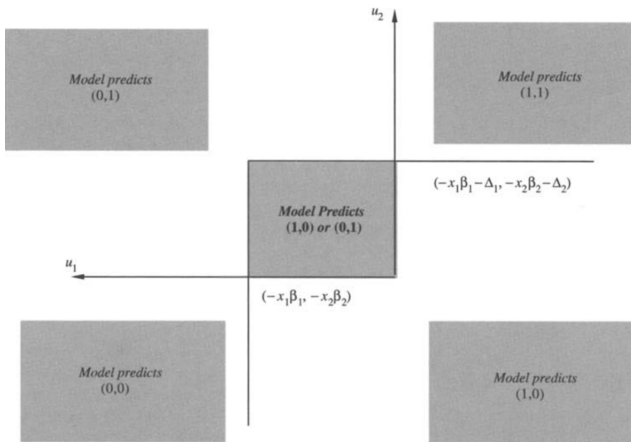 u₂
Model predicts
(0,1)
Model predicts
(1,1)
(−x₁β₁−Δ₁, −x₂β₂−Δ₂)
Model Predicts
(1,0) or (0,1)
u₁
(−x₁β₁, −x₂β₂)
Model predicts
(0,0)
Model predicts
(1,0)